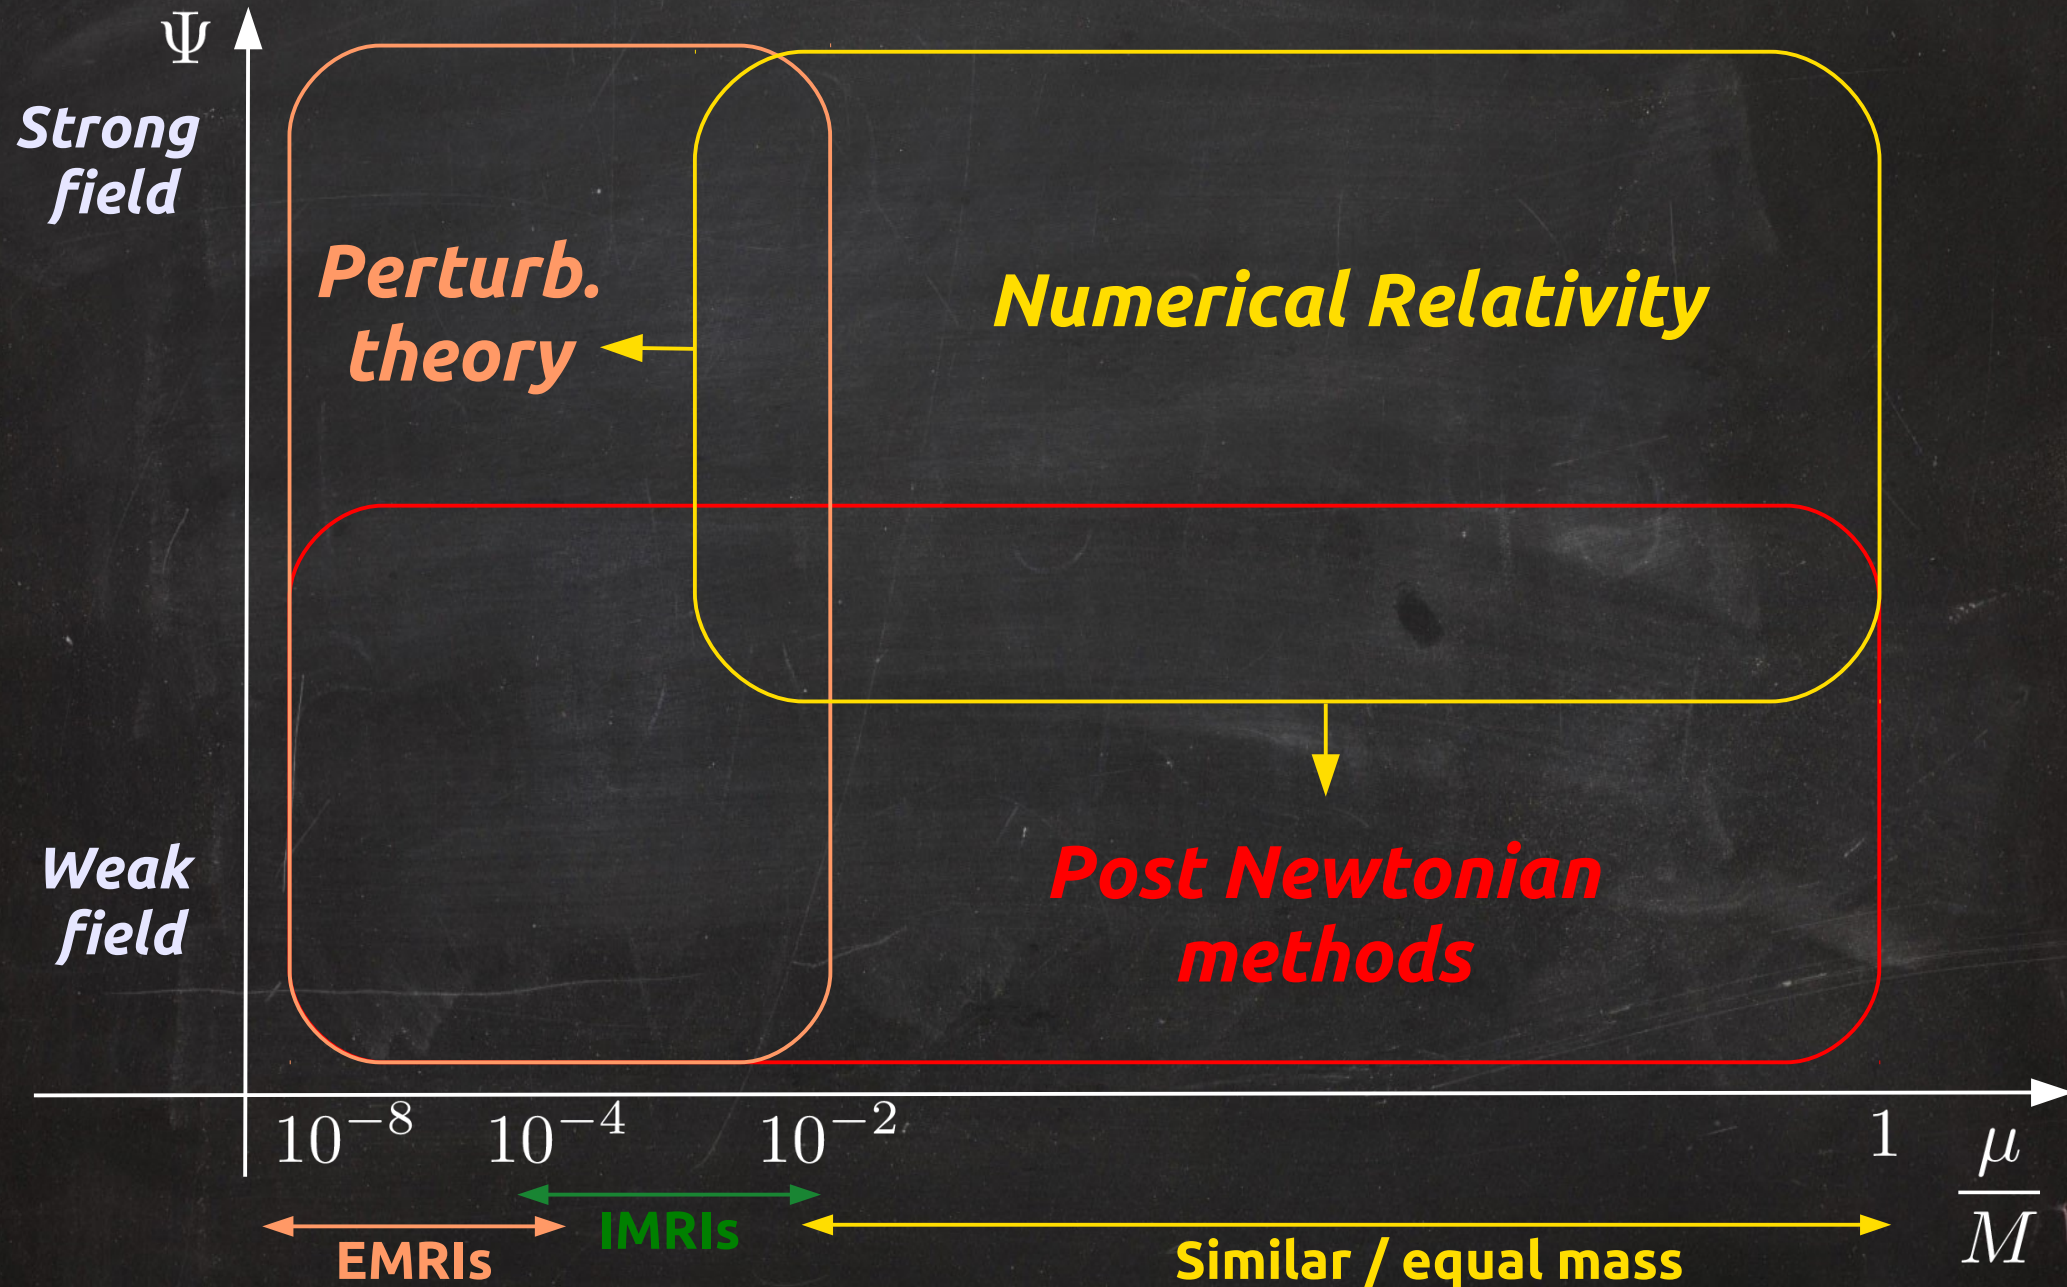 Ψ
Strong
field
Perturb.
theory
Numerical Relativity
Weak
field
Post Newtonian
methods
10⁻⁸ 10⁻⁴ 10⁻² 1 μ/M
IMRIs
EMRIs
Similar / equal mass